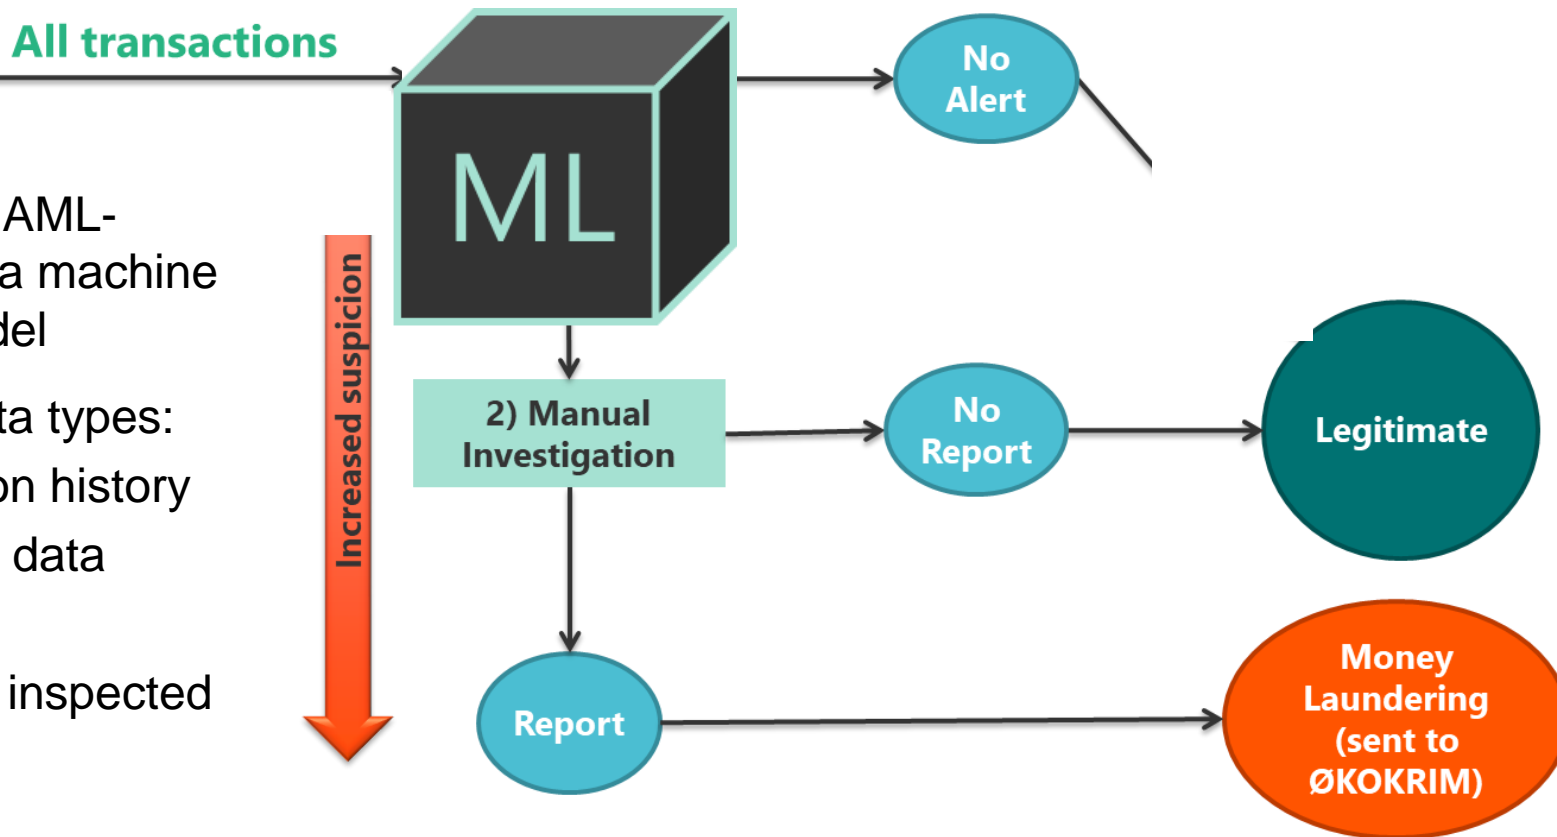 All transactions
AML-
a machine
del
ta types:
on history
data
inspected
Increased suspicion
ML
No
Alert
2) Manual
Investigation
No
Report
Legitimate
Report
Money
Laundering
(sent to
ØKOKRIM)